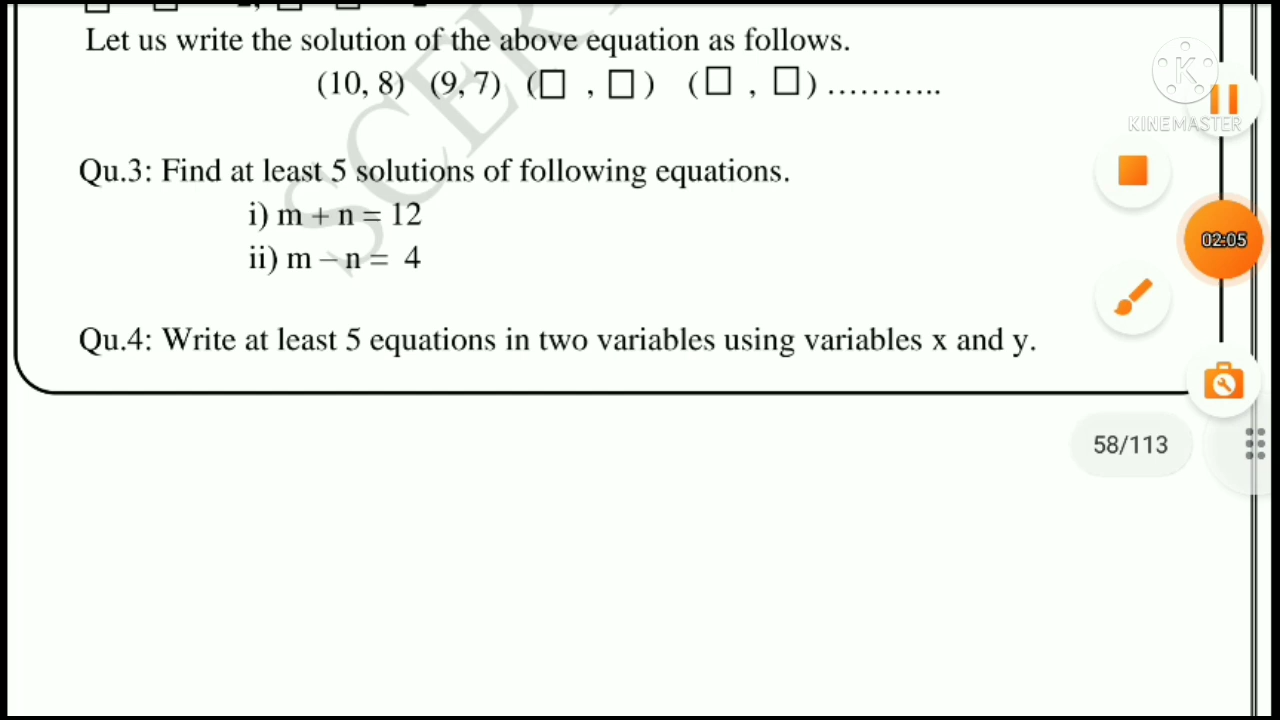 Let us write the solution of the above equation as follows.
(10, 8) (9, 7) (□ , □) (□ , □) ………..
Qu.3: Find at least 5 solutions of following equations.
i) m + n = 12
ii) m – n = 4
Qu.4: Write at least 5 equations in two variables using variables x and y.
SCER
K
KINEMASTER
02:05
58/113